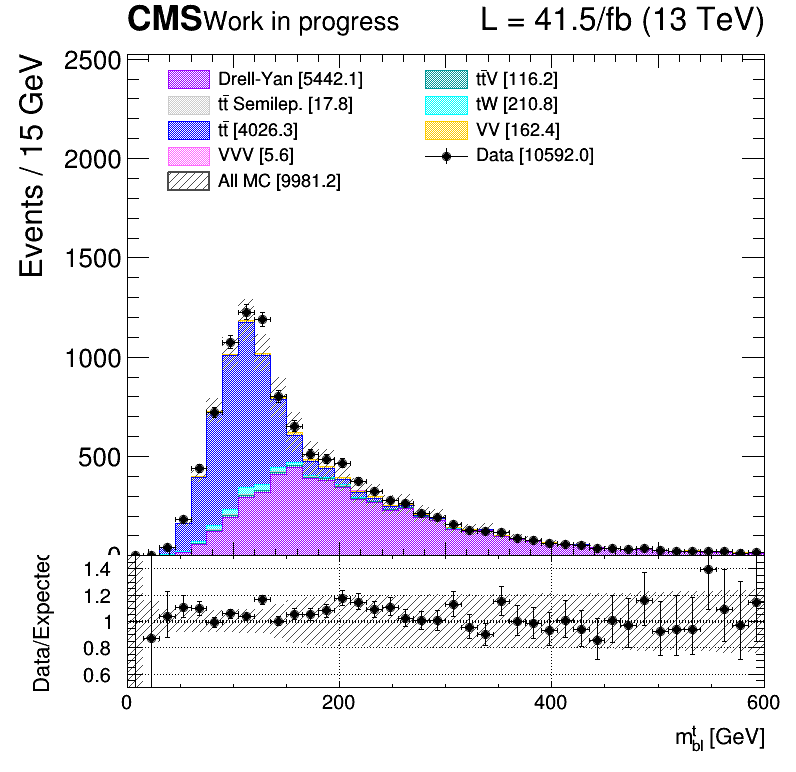 CMS Work in progress L = 41.5/fb (13 TeV)
Events / 15 GeV
2500
2000
1500
1000
500
0
Drell-Yan [5442.1]
tt̄ Semilep. [17.8]
tt̄ [4026.3]
VVV [5.6]
All MC [9981.2]
tt̄V [116.2]
tW [210.8]
VV [162.4]
Data [10592.0]
Data/Expected
1.4
1.2
1
0.8
0.6
0 200 400 600
m^t_bl [GeV]